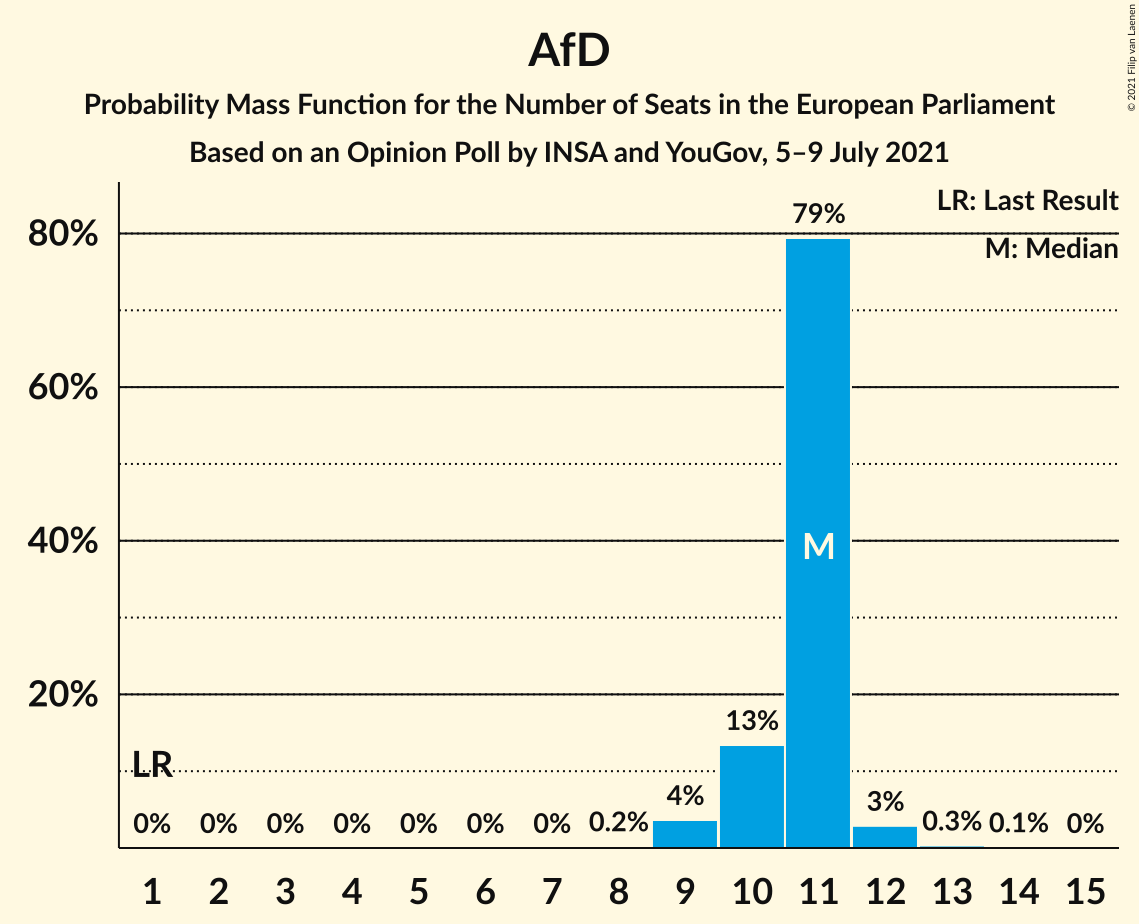 AfD
Probability Mass Function for the Number of Seats in the European Parliament
Based on an Opinion Poll by INSA and YouGov, 5–9 July 2021
© 2021 Filip van Laenen
LR: Last Result
M: Median
80%
60%
40%
20%
79%
M
13%
LR
4%
3%
0% 0% 0% 0% 0% 0% 0% 0.2% 0.3% 0.1% 0%
1 2 3 4 5 6 7 8 9 10 11 12 13 14 15